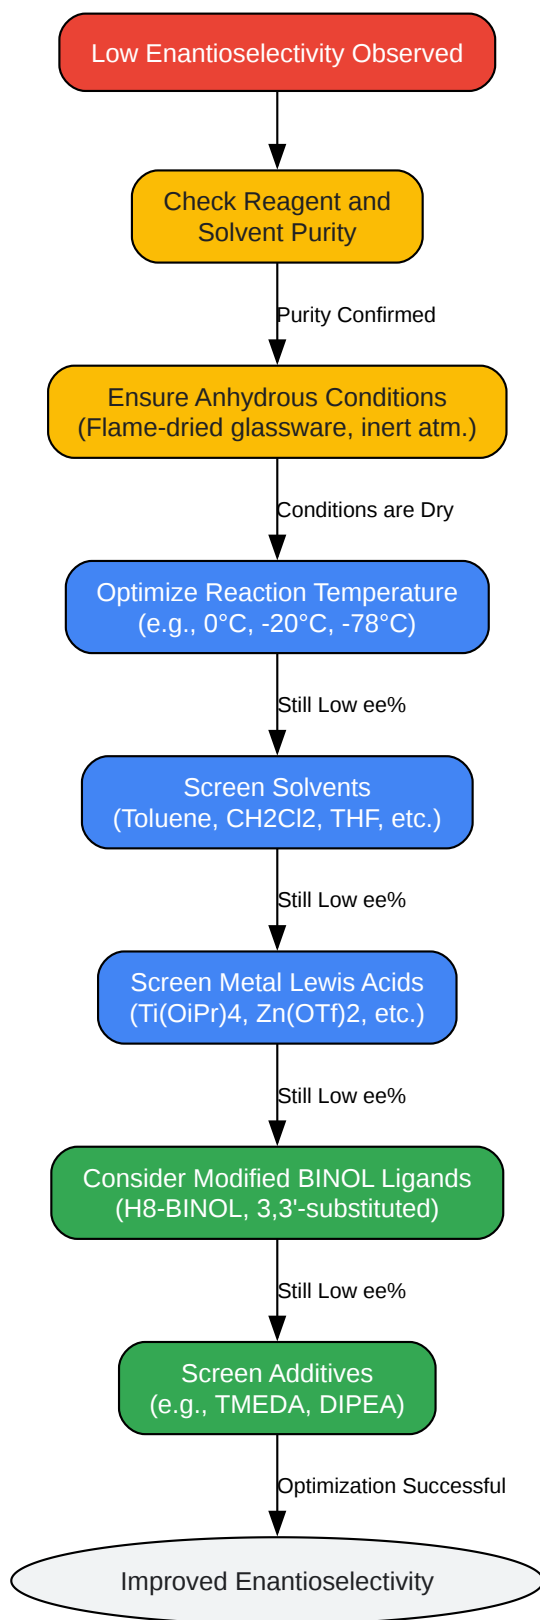 Low Enantioselectivity Observed
Check Reagent and
Solvent Purity
Purity Confirmed
Ensure Anhydrous Conditions
(Flame-dried glassware, inert atm.)
Conditions are Dry
Optimize Reaction Temperature
(e.g., 0°C, -20°C, -78°C)
Still Low ee%
Screen Solvents
(Toluene, CH2Cl2, THF, etc.)
Still Low ee%
Screen Metal Lewis Acids
(Ti(OiPr)4, Zn(OTf)2, etc.)
Still Low ee%
Consider Modified BINOL Ligands
(H8-BINOL, 3,3'-substituted)
Still Low ee%
Screen Additives
(e.g., TMEDA, DIPEA)
Optimization Successful
Improved Enantioselectivity